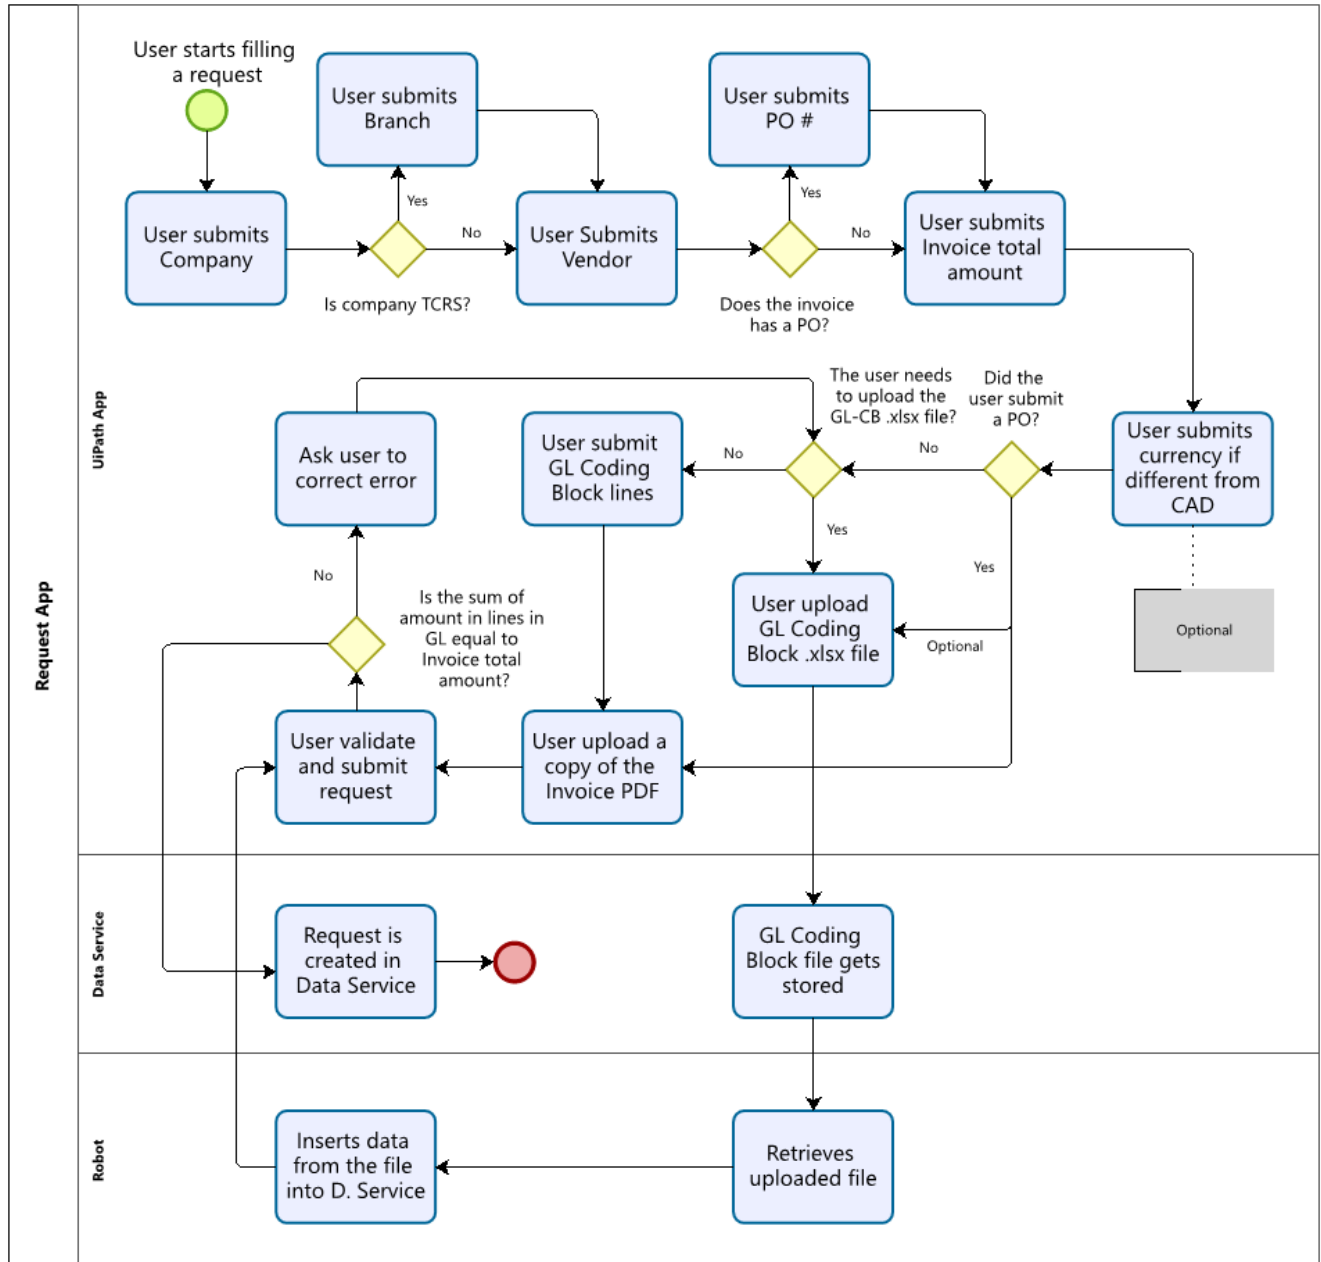 User starts filling
a request
User submits
Branch
User submits
PO #
Yes
Yes
User submits
Company
No
User Submits
Vendor
No
User submits
Invoice total
amount
Is company TCRS?
Does the invoice
has a PO?
UiPath App
Request App
The user needs
to upload the
GL-CB .xlsx file?
Did the
user submit
a PO?
Ask user to
correct error
User submit
GL Coding
Block lines
No
No
User submits
currency if
different from
CAD
Yes
Yes
No
Is the sum of
amount in lines in
GL equal to
Invoice total
amount?
User upload
GL Coding
Block .xlsx file
Optional
Optional
User validate
and submit
request
User upload a
copy of the
Invoice PDF
Data Service
Request is
created in
Data Service
GL Coding
Block file gets
stored
Robot
Inserts data
from the file
into D. Service
Retrieves
uploaded file